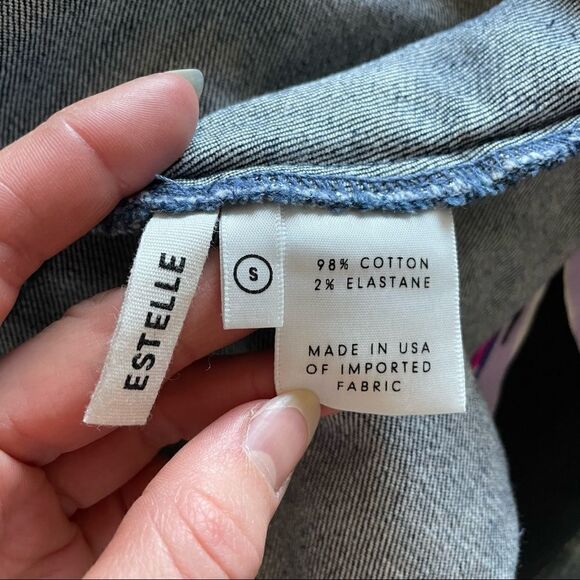 ESTELLE
S
98% COTTON
2% ELASTANE
MADE IN USA
OF IMPORTED
FABRIC